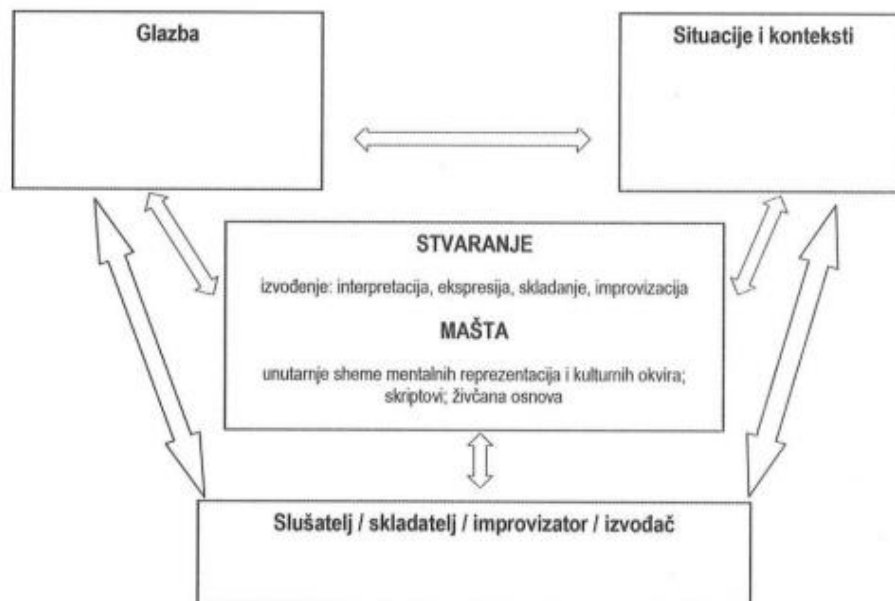 Glazba
Situacije i konteksti
STVARANJE
izvođenje: interpretacija, ekspresija, skladanje, improvizacija
MAŠTA
unutarnje sheme mentalnih reprezentacija i kulturnih okvira;
skriptovi; živčana osnova
Slušatelj / skladatelj / improvizator / izvođač